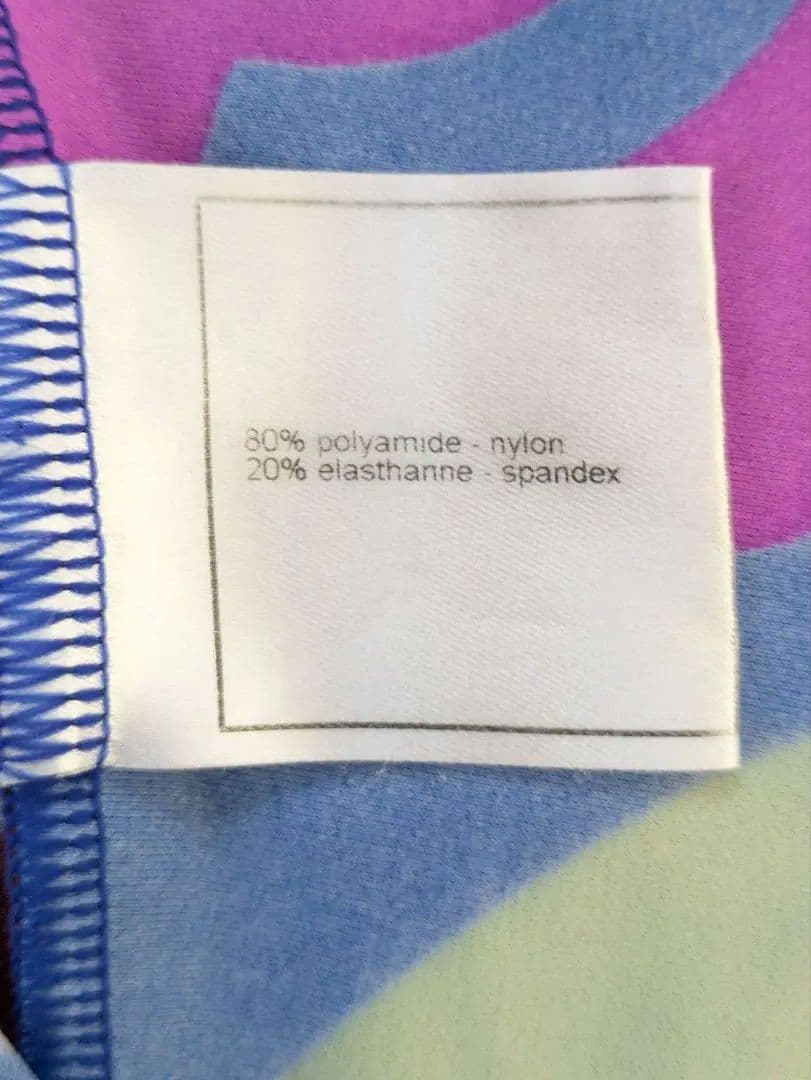 80% polyamide - nylon
20% elasthanne - spandex